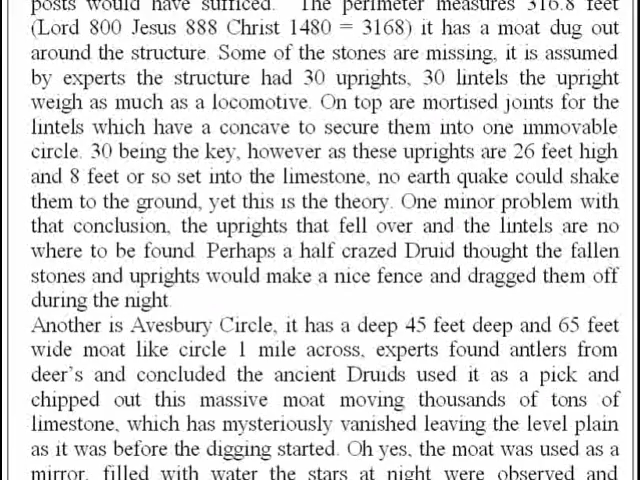 posts would have sufficed. The perimeter measures 316.8 feet
(Lord 800 Jesus 888 Christ 1480 = 3168) it has a moat dug out
around the structure. Some of the stones are missing, it is assumed
by experts the structure had 30 uprights, 30 lintels the upright
weigh as much as a locomotive. On top are mortised joints for the
lintels which have a concave to secure them into one immovable
circle. 30 being the key, however as these uprights are 26 feet high
and 8 feet or so set into the limestone, no earth quake could shake
them to the ground, yet this is the theory. One minor problem with
that conclusion, the uprights that fell over and the lintels are no
where to be found. Perhaps a half crazed Druid thought the fallen
stones and uprights would make a nice fence and dragged them off
during the night.
Another is Avesbury Circle, it has a deep 45 feet deep and 65 feet
wide moat like circle 1 mile across, experts found antlers from
deer's and concluded the ancient Druids used it as a pick and
chipped out this massive moat moving thousands of tons of
limestone, which has mysteriously vanished leaving the level plain
as it was before the digging started. Oh yes, the moat was used as a
mirror, filled with water the stars at night were observed and